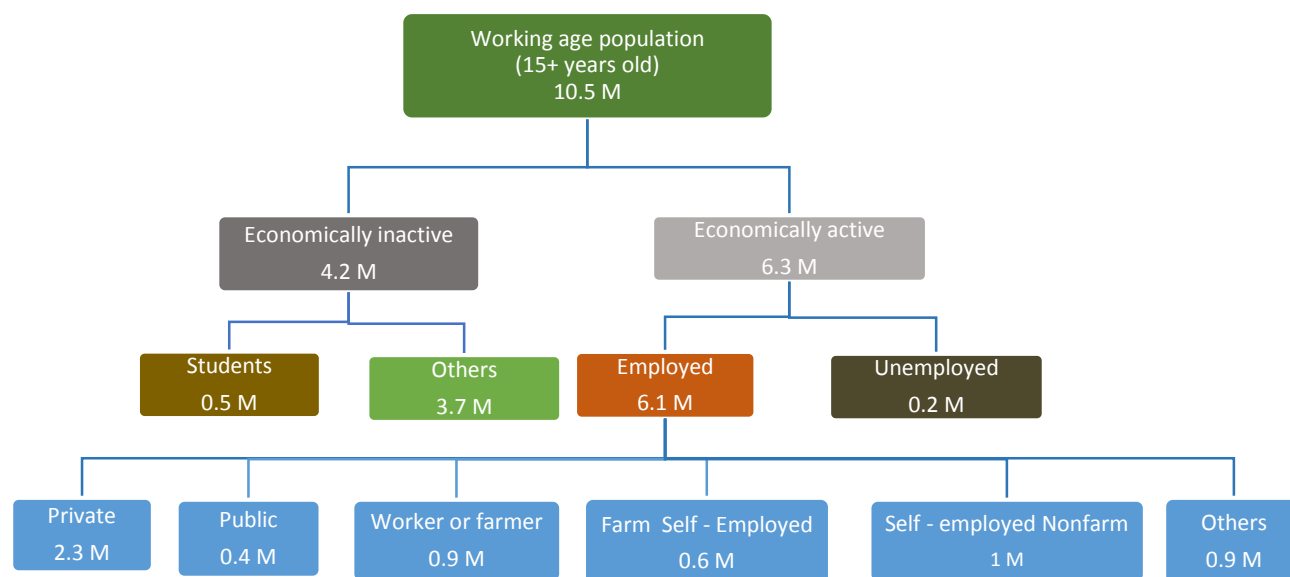 Working age population
(15+ years old)
10.5 M
Economically inactive
4.2 M
Economically active
6.3 M
Students
0.5 M
Others
3.7 M
Employed
6.1 M
Unemployed
0.2 M
Private
2.3 M
Public
0.4 M
Worker or farmer
0.9 M
Farm Self - Employed
0.6 M
Self - employed Nonfarm
1 M
Others
0.9 M